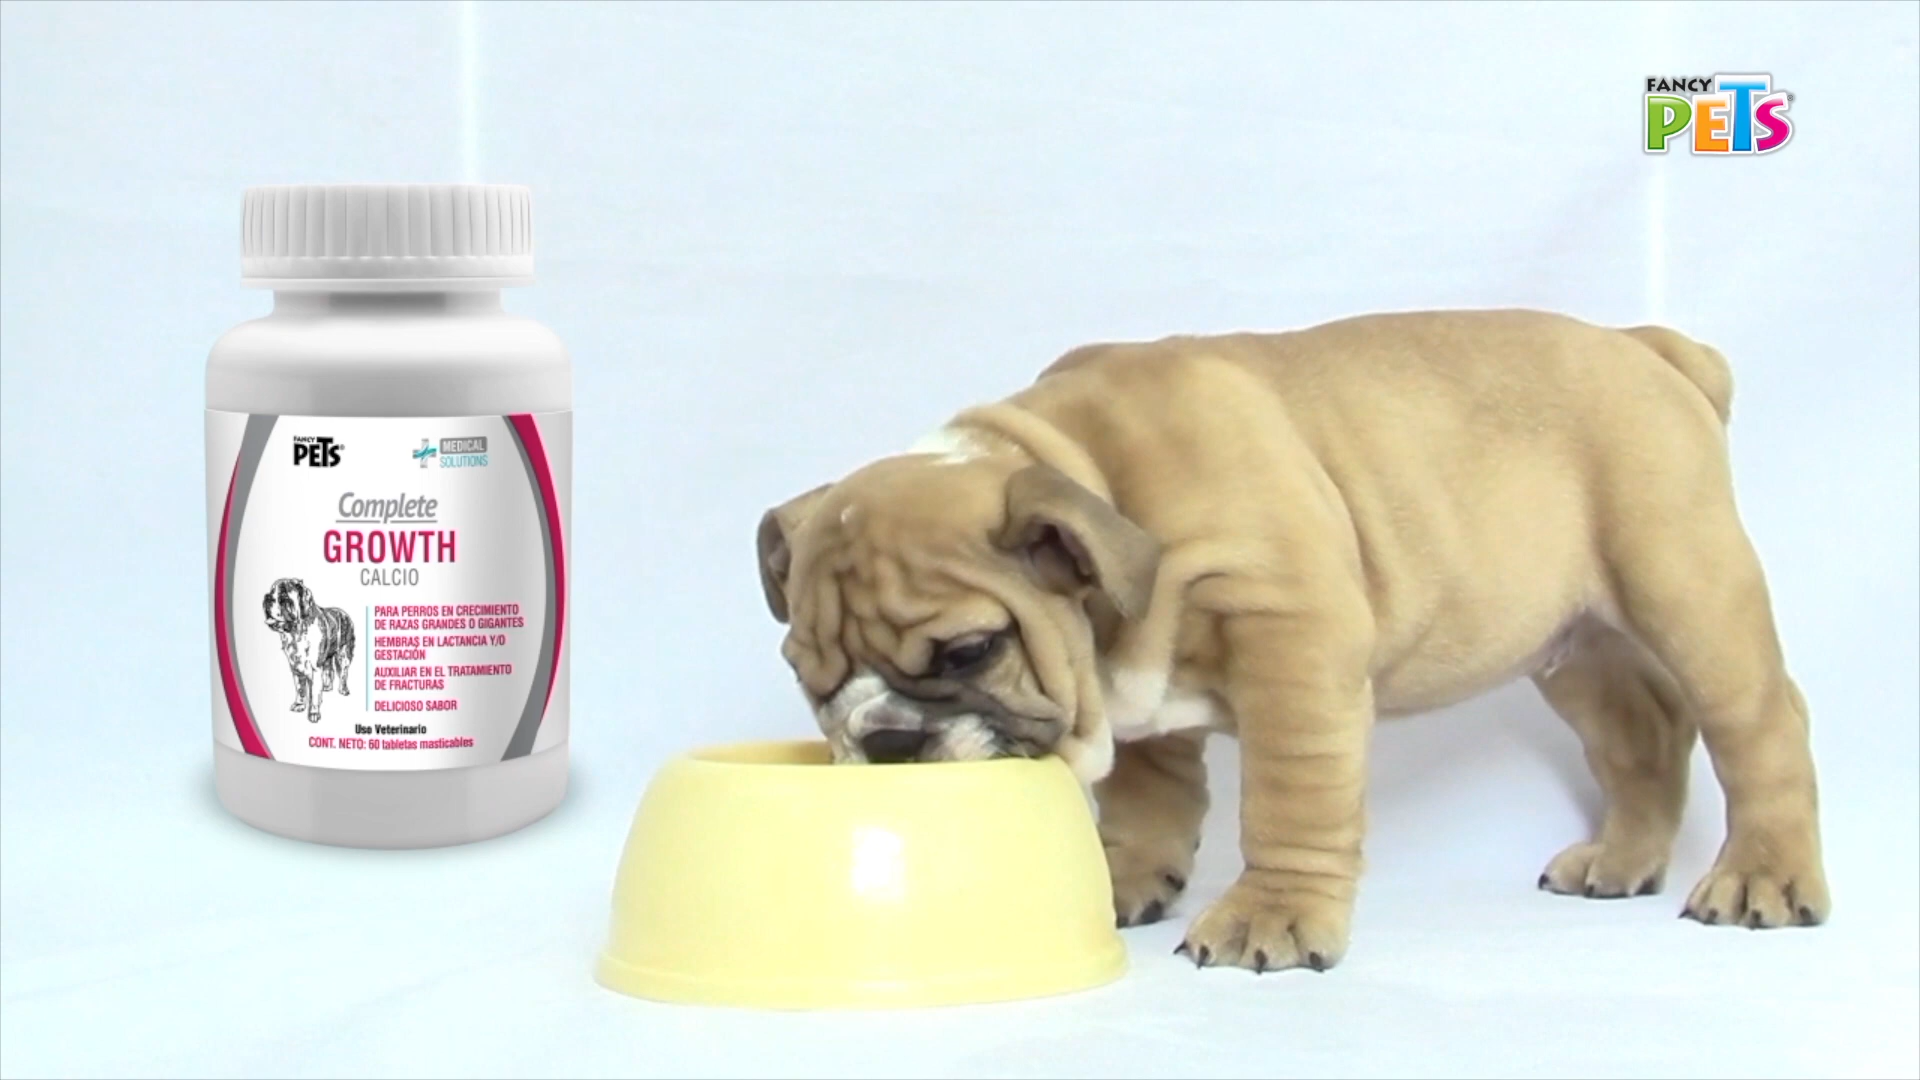 FANCY
PETS
FANCY
PETS
MEDICAL
SOLUTIONS
Complete
GROWTH
CALCIO
PARA PERROS EN CRECIMIENTO
DE RAZAS GRANDES O GIGANTES
HEMBRAS EN LACTANCIA Y/O
GESTACIÓN
AUXILIAR EN EL TRATAMIENTO
DE FRACTURAS
DELICIOSO SABOR
Uso Veterinario
CONT. NETO: 60 tabletas masticables